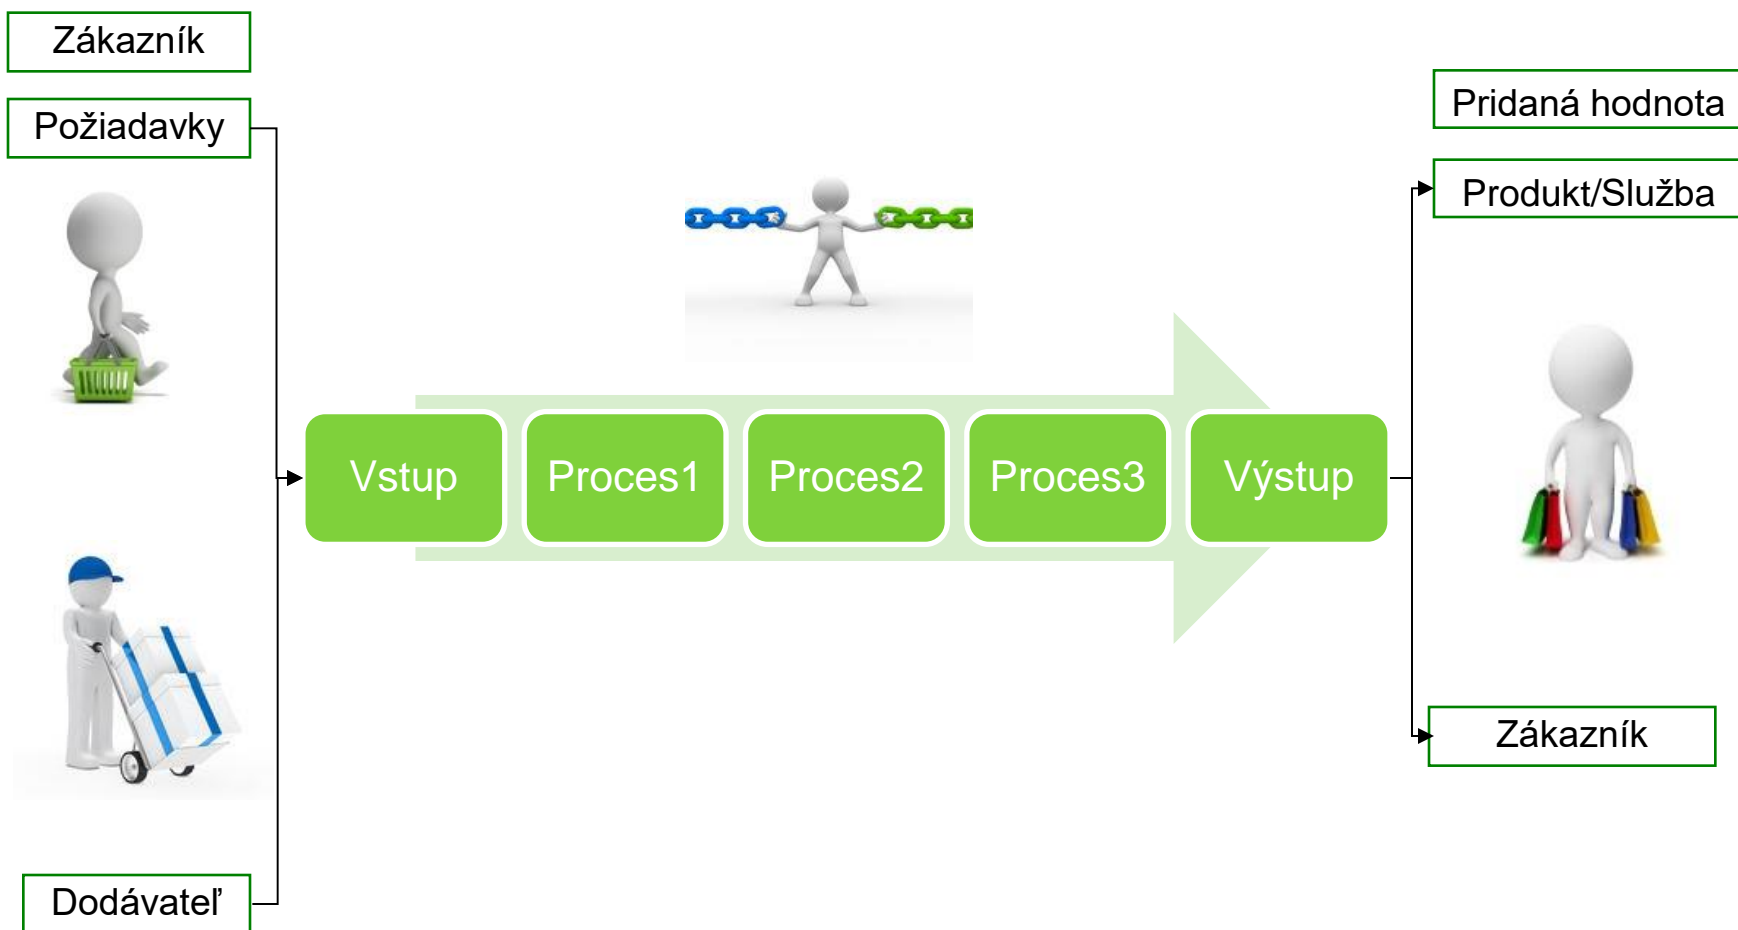 Zákazník
Požiadavky
Pridaná hodnota
Produkt/Služba
Vstup
Proces1
Proces2
Proces3
Výstup
Zákazník
Dodávateľ